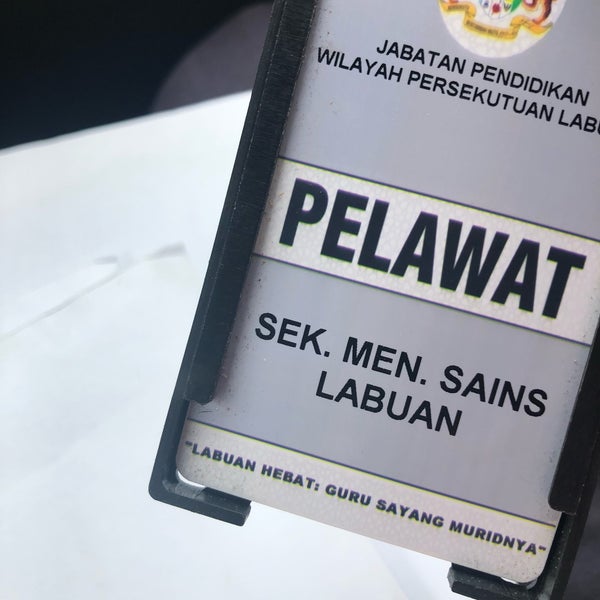 JABATAN PENDIDIKAN
WILAYAH PERSEKUTUAN LABU
PELAWAT
SEK. MEN. SAINS
LABUAN
"LABUAN HEBAT: GURU SAYANG MURIDNYA"